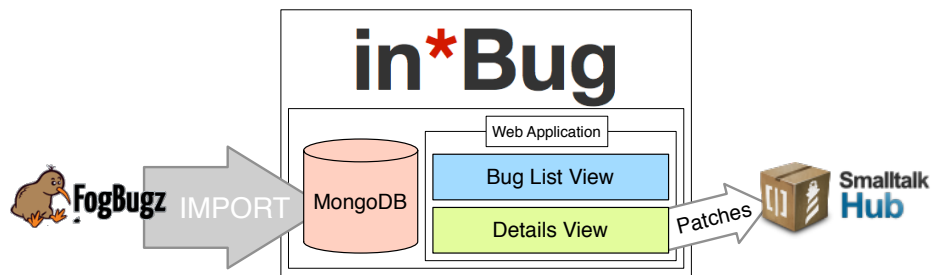 in*Bug
Web Application
FogBugz
IMPORT
MongoDB
Bug List View
Details View
Patches
Smalltalk
Hub